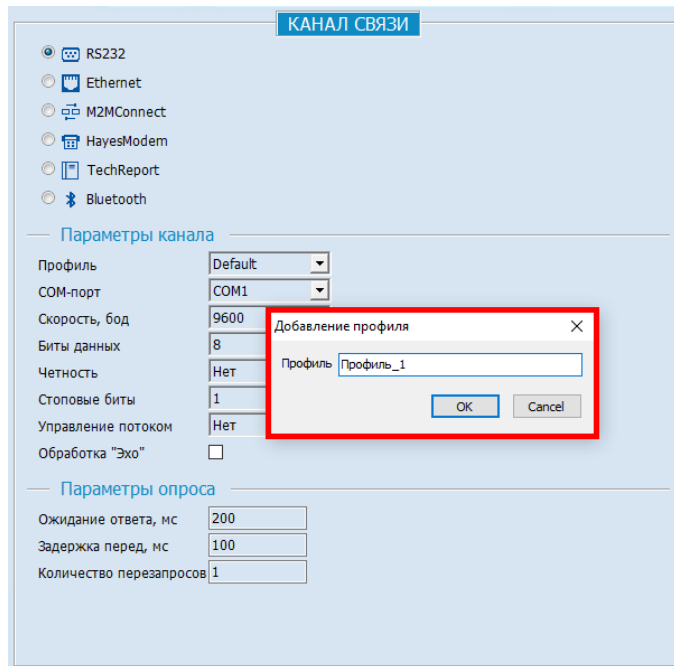 КАНАЛ СВЯЗИ
RS232
Ethernet
M2MConnect
HayesModem
TechReport
Bluetooth
Параметры канала
Профиль Default
COM-порт COM1
Скорость, бод 9600
Биты данных 8
Четность Нет
Стоповые биты 1
Управление потоком Нет
Обработка "Эхо"
Добавление профиля
Профиль Профиль_1
OK Cancel
Параметры опроса
Ожидание ответа, мс 200
Задержка перед, мс 100
Количество перезапросов 1